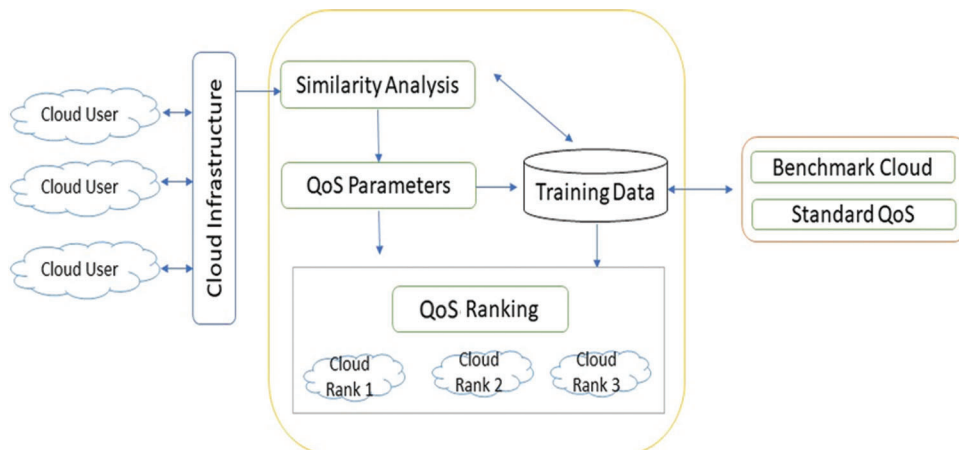 Cloud User
Cloud User
Cloud User
Cloud Infrastructure
Similarity Analysis
QoS Parameters
Training Data
Benchmark Cloud
Standard QoS
QoS Ranking
Cloud
Rank 1
Cloud
Rank 2
Cloud
Rank 3